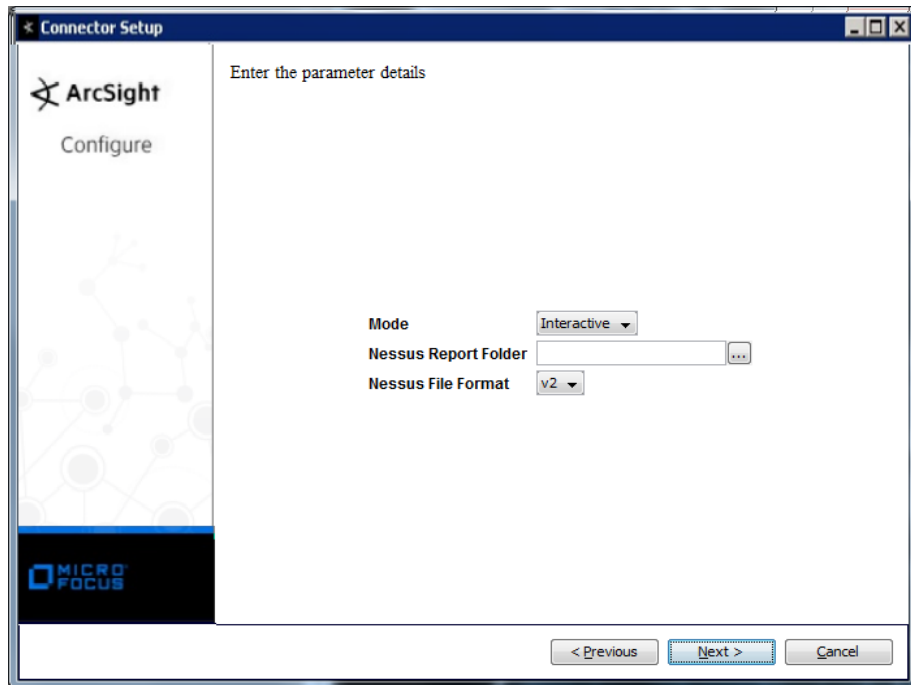 Connector Setup
ArcSight
Configure
Enter the parameter details
Mode Interactive
Nessus Report Folder ...
Nessus File Format v2
MICRO
FOCUS
< Previous Next > Cancel